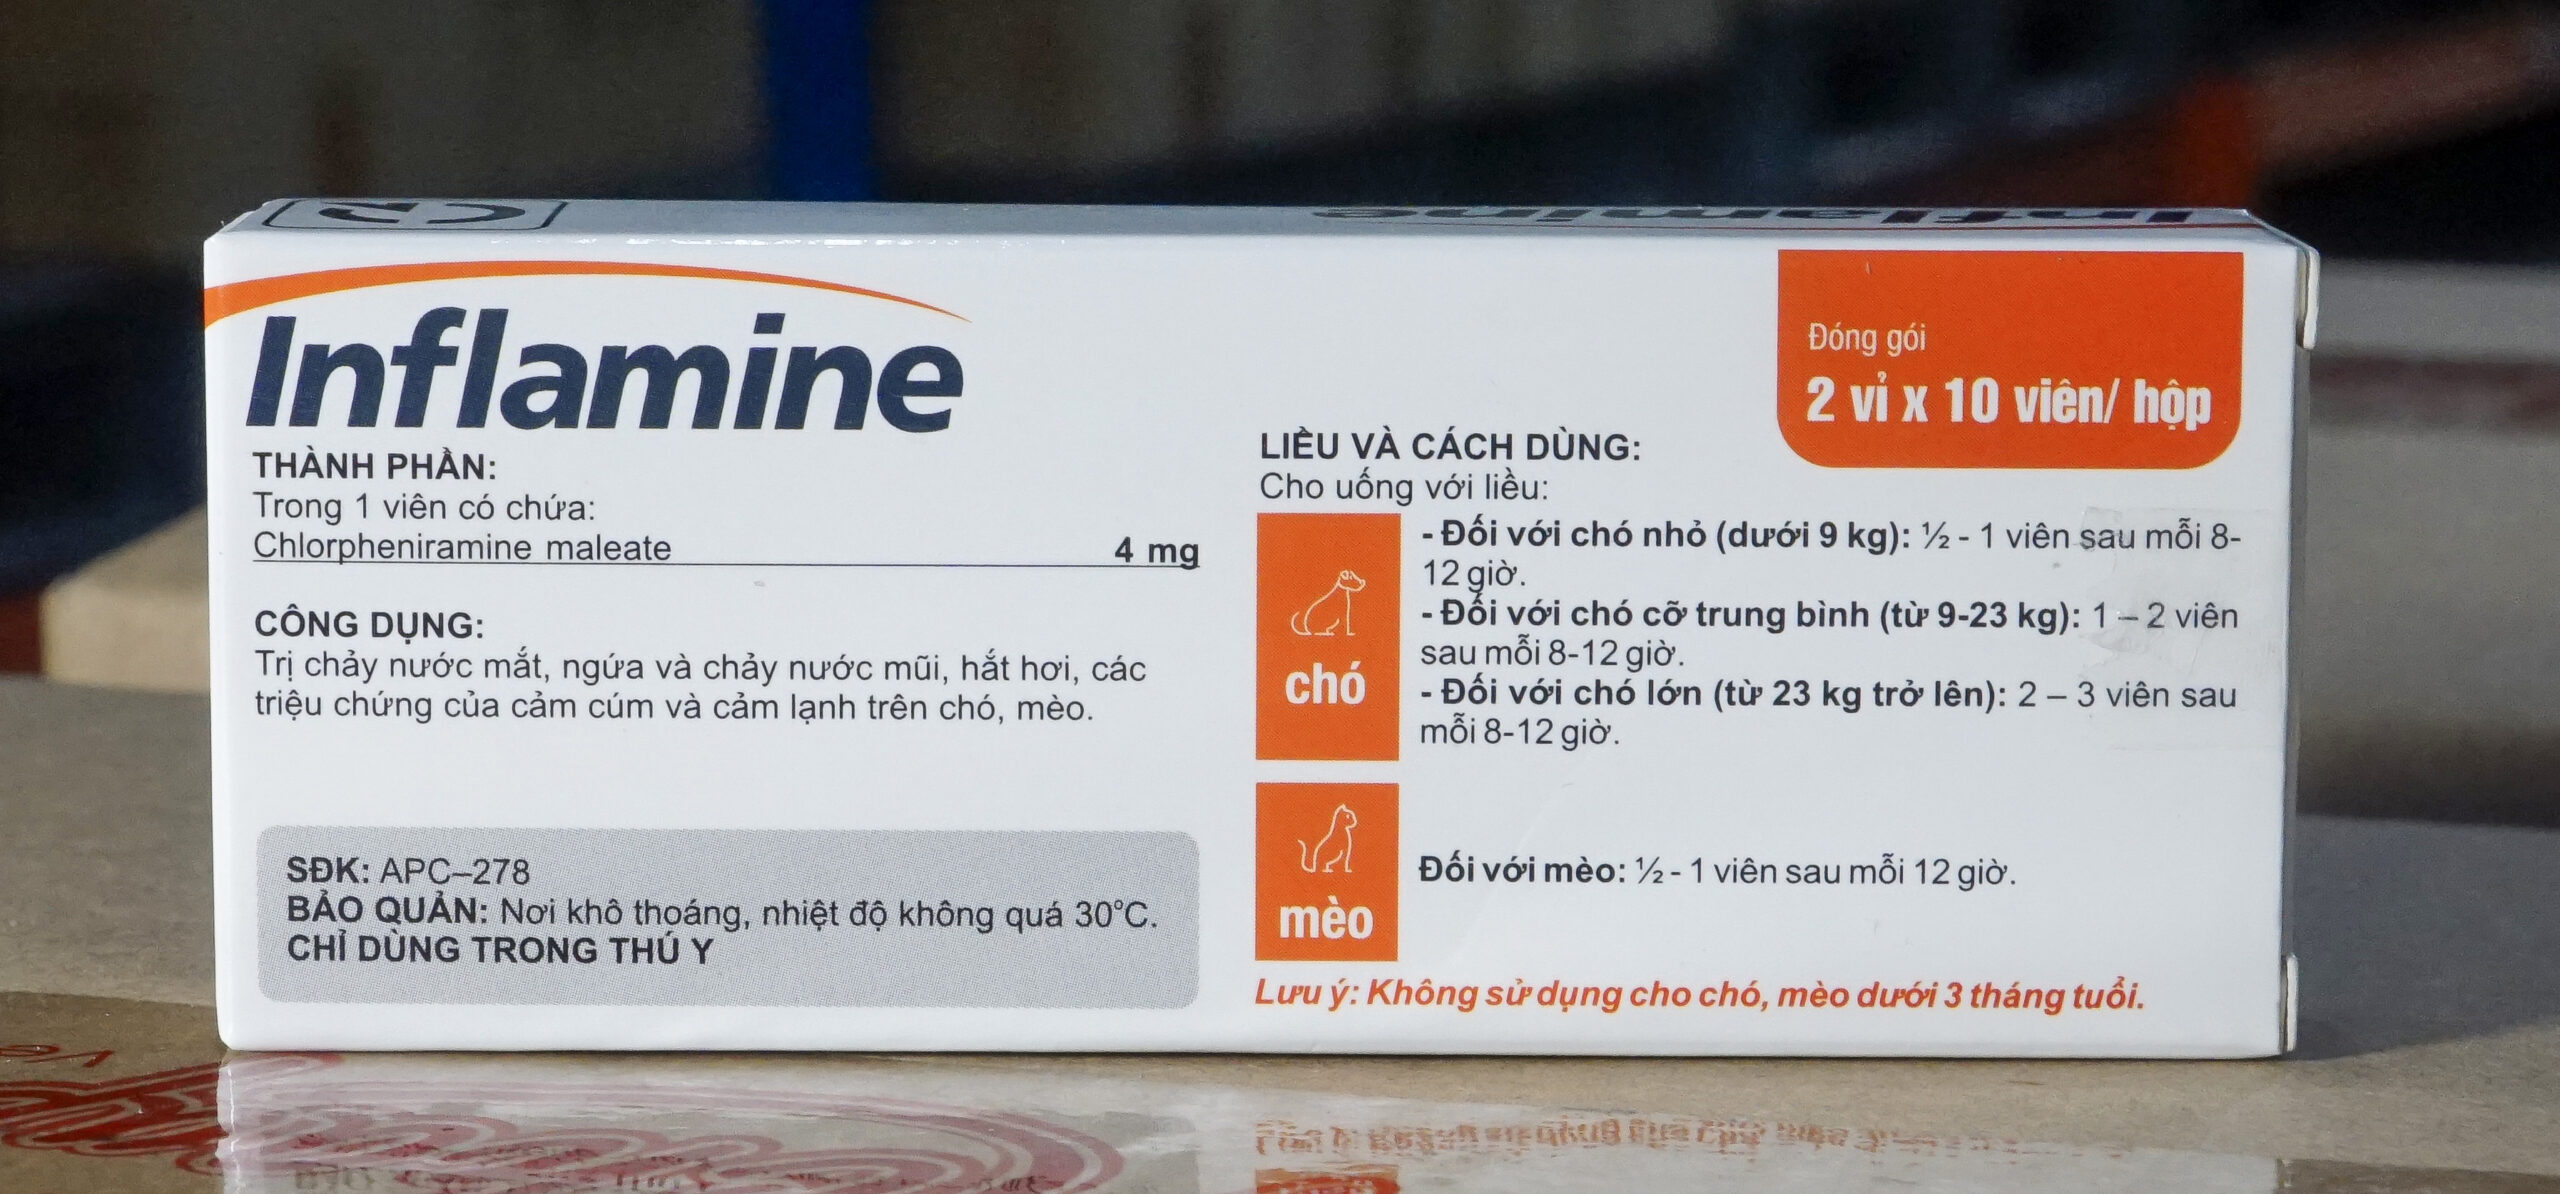 Inflamine
Inflamine
THÀNH PHẦN:
Trong 1 viên có chứa:
Chlorpheniramine maleate 4 mg
CÔNG DỤNG:
Trị chảy nước mắt, ngứa và chảy nước mũi, hắt hơi, các
triệu chứng của cảm cúm và cảm lạnh trên chó, mèo.
SĐK: APC–278
BẢO QUẢN: Nơi khô thoáng, nhiệt độ không quá 30°C.
CHỈ DÙNG TRONG THÚ Y
Đóng gói
2 vỉ x 10 viên/ hộp
LIỀU VÀ CÁCH DÙNG:
Cho uống với liều:
chó
- Đối với chó nhỏ (dưới 9 kg): ½ - 1 viên sau mỗi 8-
12 giờ.
- Đối với chó cỡ trung bình (từ 9-23 kg): 1 – 2 viên
sau mỗi 8-12 giờ.
- Đối với chó lớn (từ 23 kg trở lên): 2 – 3 viên sau
mỗi 8-12 giờ.
mèo
Đối với mèo: ½ - 1 viên sau mỗi 12 giờ.
Lưu ý: Không sử dụng cho chó, mèo dưới 3 tháng tuổi.